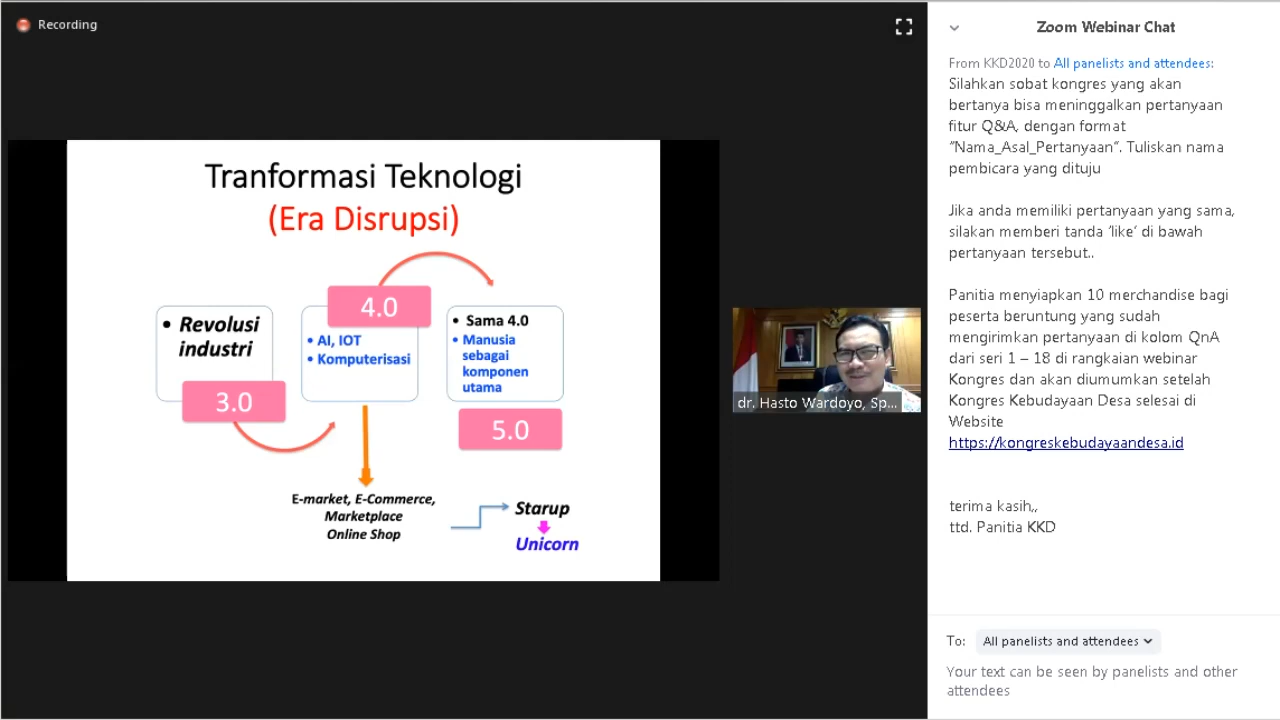 Recording
Tranformasi Teknologi
(Era Disrupsi)
• Revolusi
industri
3.0
4.0
• AI, IOT
• Komputerisasi
• Sama 4.0
• Manusia
sebagai
komponen
utama
5.0
E-market, E-Commerce,
Marketplace
Online Shop
Starup
Unicorn
dr. Hasto Wardoyo, Sp...
Zoom Webinar Chat
From KKD2020 to All panelists and attendees:
Silahkan sobat kongres yang akan
bertanya bisa meninggalkan pertanyaan
fitur Q&A, dengan format
"Nama_Asal_Pertanyaan". Tuliskan nama
pembicara yang dituju
Jika anda memiliki pertanyaan yang sama,
silakan memberi tanda 'like' di bawah
pertanyaan tersebut..
Panitia menyiapkan 10 merchandise bagi
peserta beruntung yang sudah
mengirimkan pertanyaan di kolom QnA
dari seri 1 – 18 di rangkaian webinar
Kongres dan akan diumumkan setelah
Kongres Kebudayaan Desa selesai di
Website
https://kongreskebudayaandesa.id
terima kasih,,
ttd. Panitia KKD
To: All panelists and attendees
Your text can be seen by panelists and other
attendees